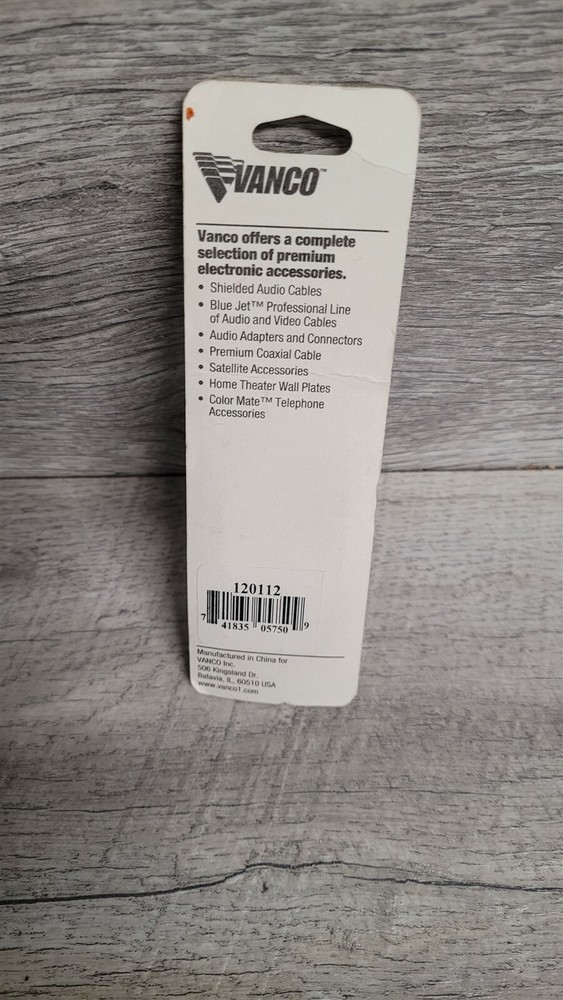 VANCO™
Vanco offers a complete
selection of premium
electronic accessories.
• Shielded Audio Cables
• Blue Jet™ Professional Line
of Audio and Video Cables
• Audio Adapters and Connectors
• Premium Coaxial Cable
• Satellite Accessories
• Home Theater Wall Plates
• Color Mate™ Telephone
Accessories
120112
7 41835 05750 9
Manufactured in China for
VANCO Inc.
506 Kingsland Dr.
Batavia, IL, 60510 USA
www.vanco1.com